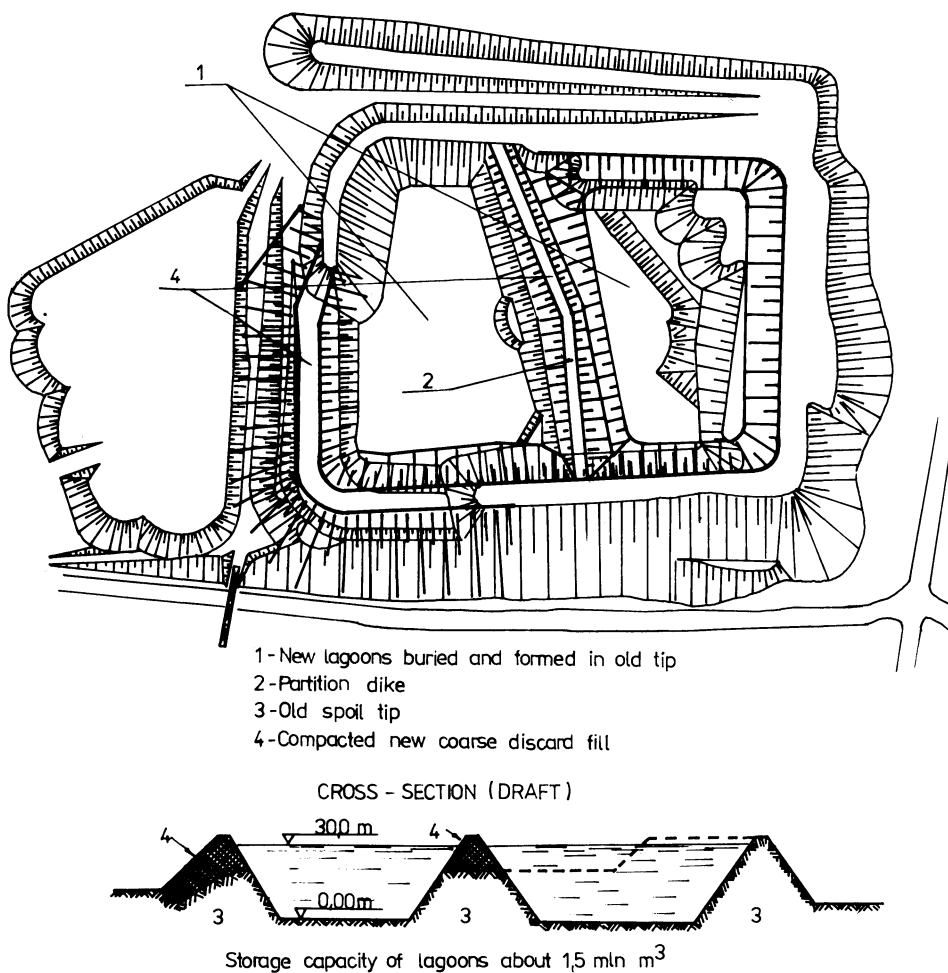 1
4
2
1-New lagoons buried and formed in old tip
2-Partition dike
3-Old spoil tip
4-Compacted new coarse discard fill
CROSS - SECTION (DRAFT)
4 30,0 m 4
0,00 m
3 3 3
Storage capacity of lagoons about 1,5 mln m³